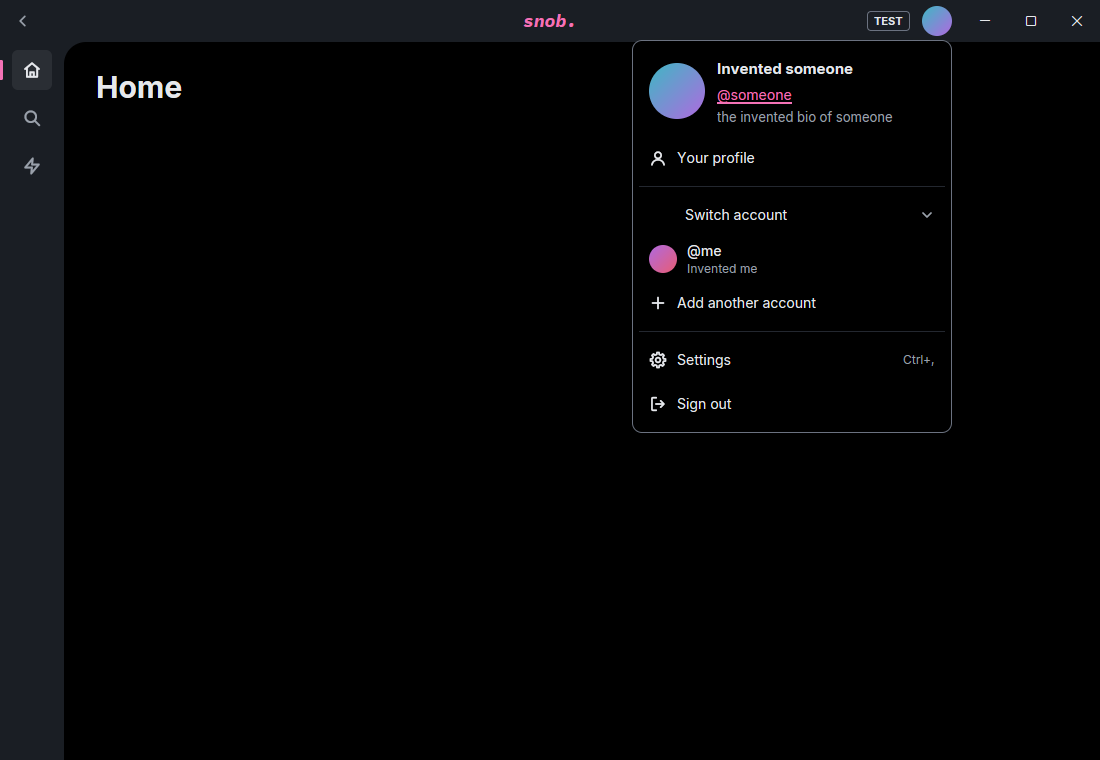 snob.
TEST
Home
Invented someone
@someone
the invented bio of someone
Your profile
Switch account
@me
Invented me
Add another account
Settings
Ctrl+,
Sign out